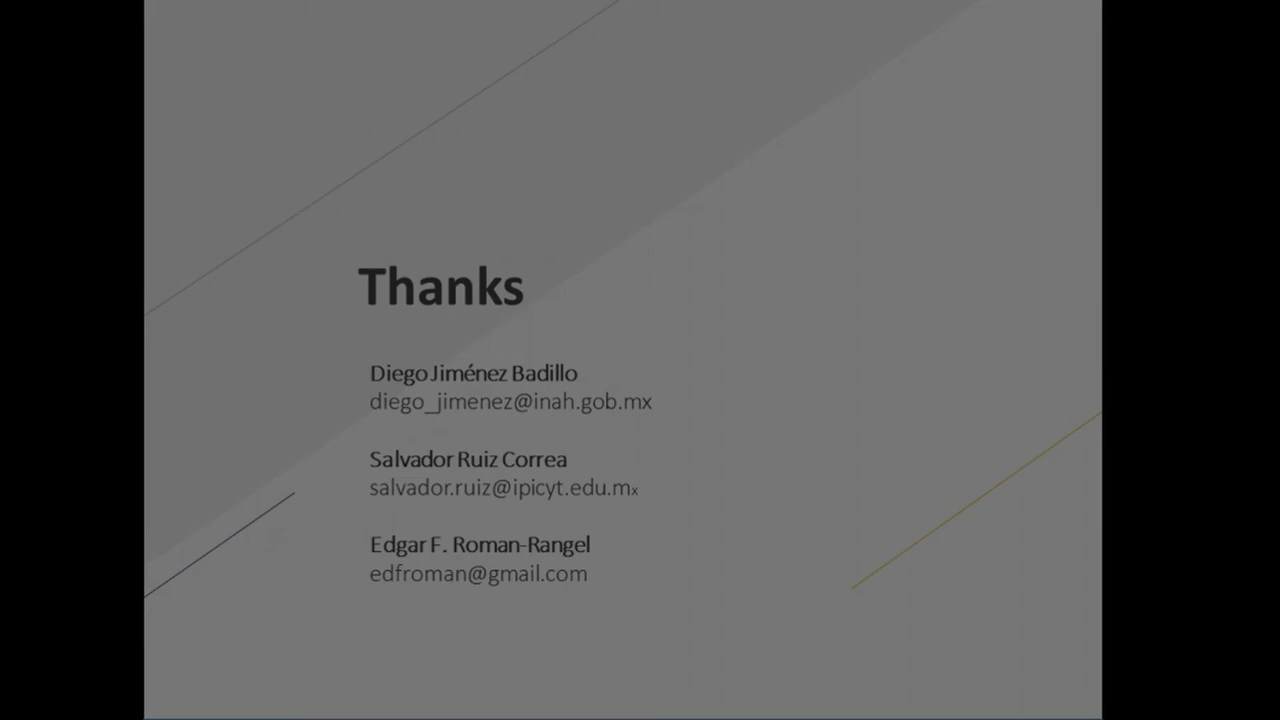 Thanks
Diego Jiménez Badillo
diego_jimenez@inah.gob.mx
Salvador Ruiz Correa
salvador.ruiz@ipicyt.edu.mx
Edgar F. Roman-Rangel
edfroman@gmail.com